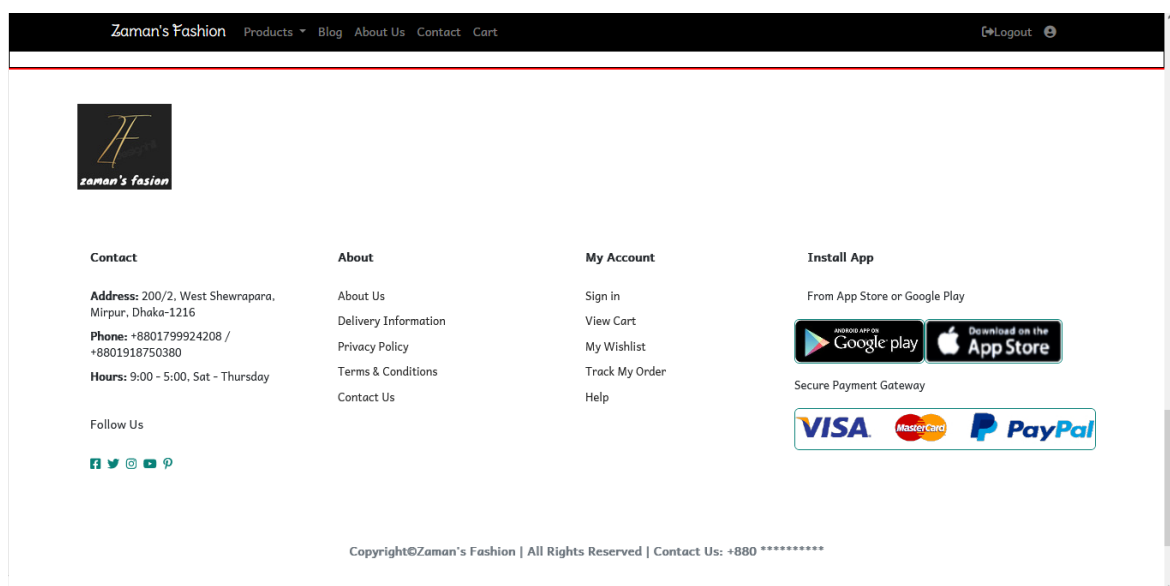 Zaman's Fashion Products Blog About Us Contact Cart Logout
zaman's fasion
Contact
Address: 200/2, West Shewrapara,
Mirpur, Dhaka-1216
Phone: +8801799924208 /
+8801918750380
Hours: 9:00 - 5:00, Sat - Thursday
Follow Us
About
About Us
Delivery Information
Privacy Policy
Terms & Conditions
Contact Us
My Account
Sign in
View Cart
My Wishlist
Track My Order
Help
Install App
From App Store or Google Play
ANDROID APP ON
Google play
Download on the
App Store
Secure Payment Gateway
VISA MasterCard PayPal
Copyright©Zaman's Fashion | All Rights Reserved | Contact Us: +880 **********